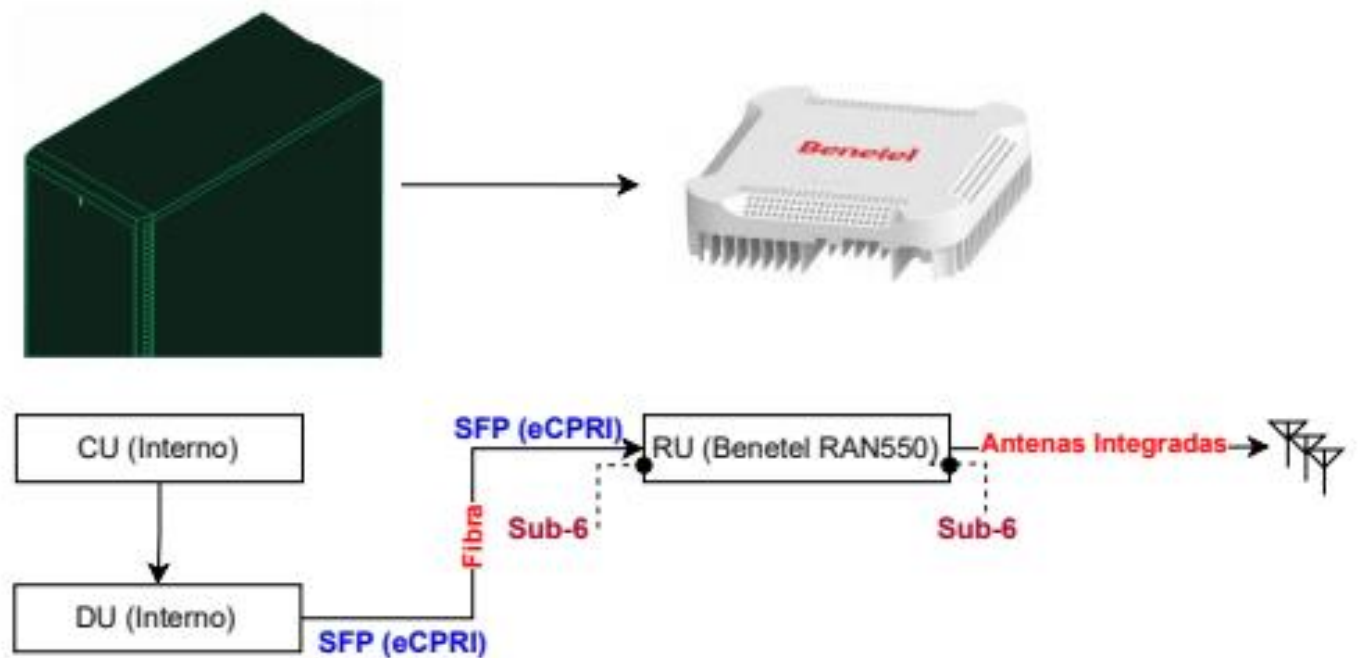 Benetel
CU (Interno)
SFP (eCPRI)
RU (Benetel RAN550)
Antenas Integradas
Sub-6
Sub-6
Fibra
DU (Interno)
SFP (eCPRI)